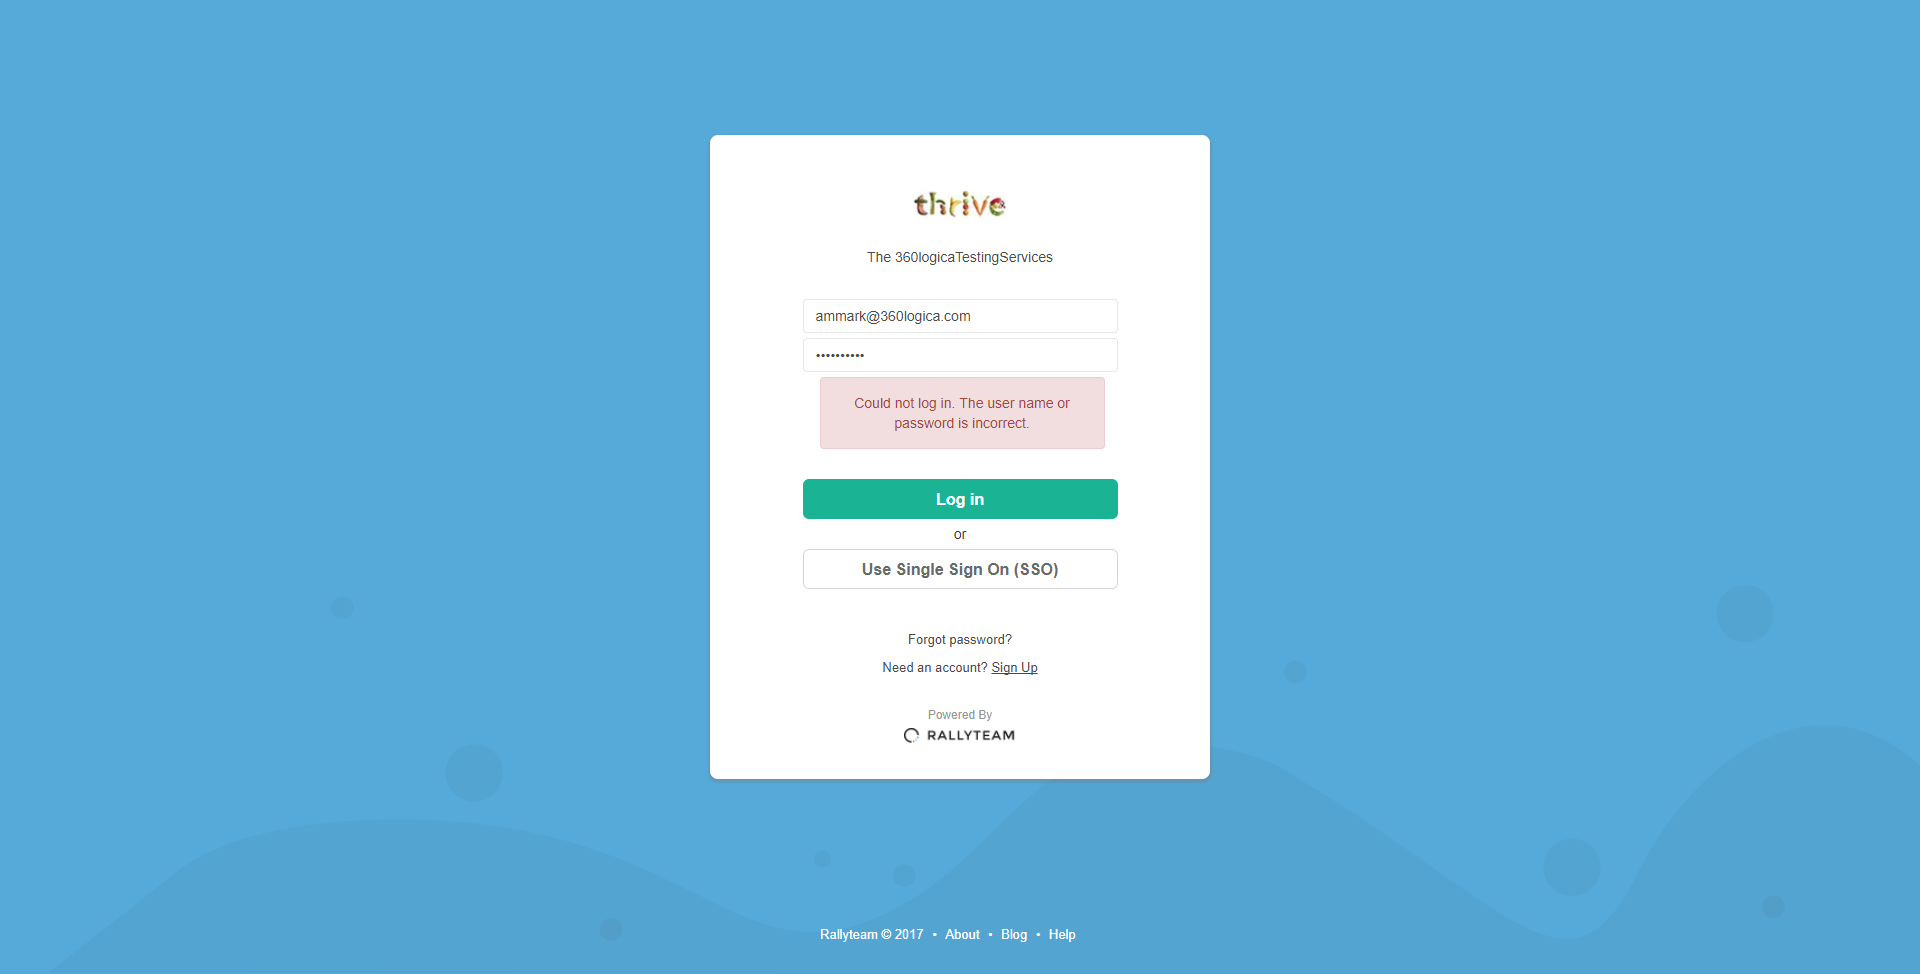 thrive
The 360logicaTestingServices
ammark@360logica.com
••••••••••
Could not log in. The user name or
password is incorrect.
Log in
or
Use Single Sign On (SSO)
Forgot password?
Need an account? Sign Up
Powered By
RALLYTEAM
Rallyteam © 2017 • About • Blog • Help